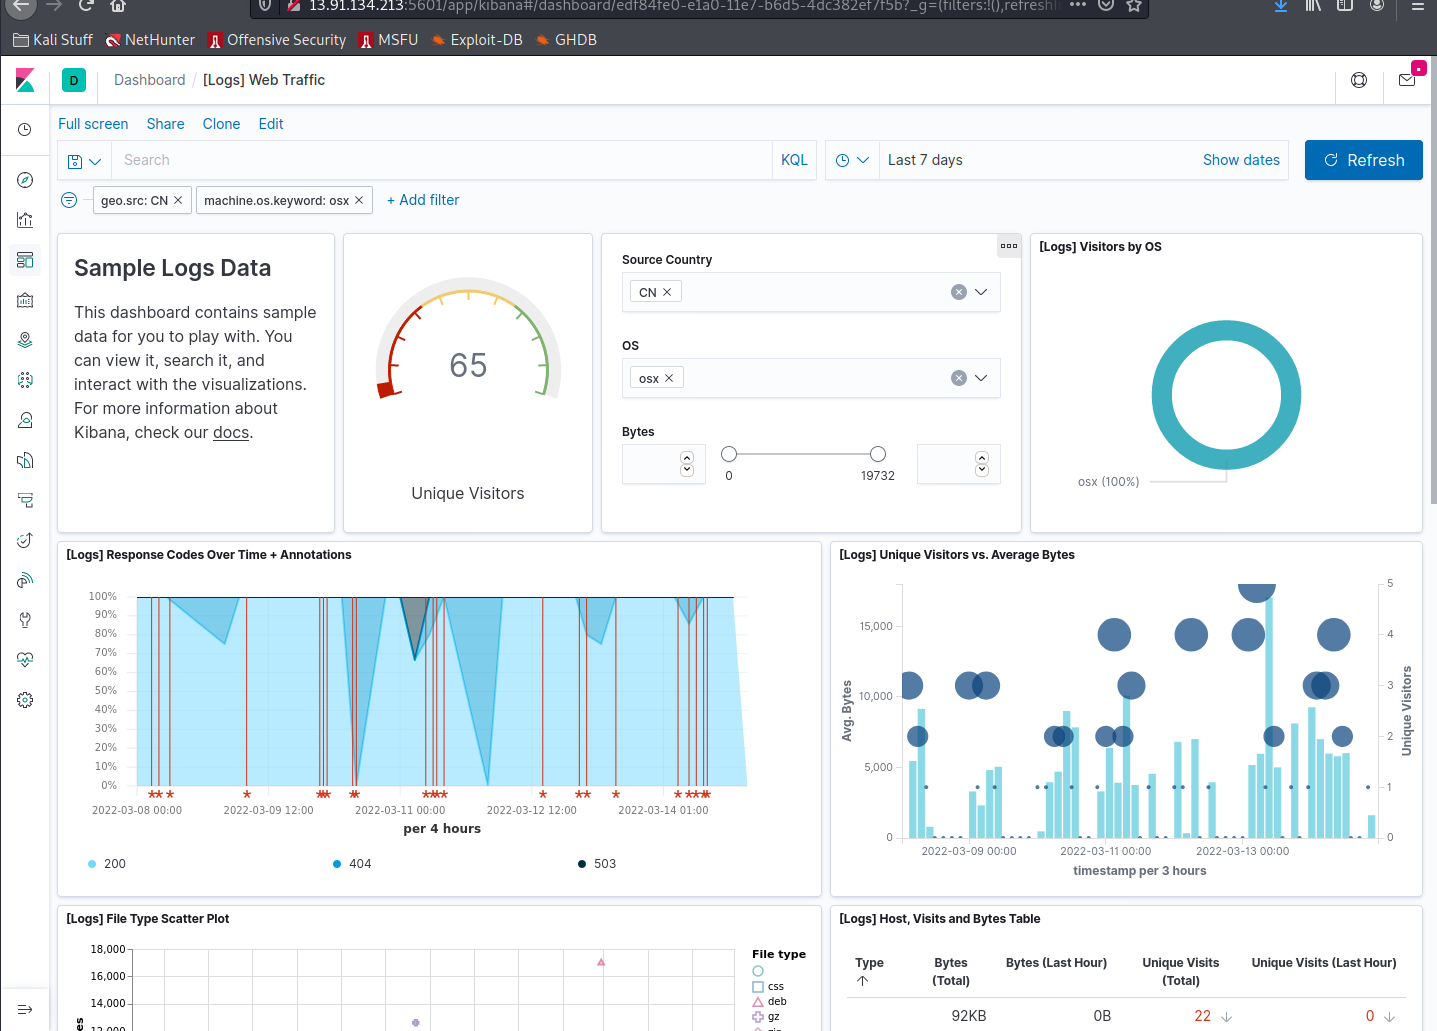 13.91.134.213:5601/app/kibana#/dashboard/edf84fe0-e1a0-11e7-b6d5-4dc382ef7f5b?_g=(filters:!(),refreshI
Kali Stuff NetHunter Offensive Security MSFU Exploit-DB GHDB
D Dashboard / [Logs] Web Traffic
Full screen Share Clone Edit
Search KQL Last 7 days Show dates Refresh
geo.src: CN × machine.os.keyword: osx × + Add filter
Sample Logs Data
This dashboard contains sample
data for you to play with. You
can view it, search it, and
interact with the visualizations.
For more information about
Kibana, check our docs.
65
Unique Visitors
Source Country
CN ×
OS
osx ×
Bytes
0 19732
[Logs] Visitors by OS
osx (100%)
[Logs] Response Codes Over Time + Annotations
100%
90%
80%
70%
60%
50%
40%
30%
20%
10%
0%
2022-03-08 00:00 2022-03-09 12:00 2022-03-11 00:00 2022-03-12 12:00 2022-03-14 01:00
per 4 hours
200 404 503
[Logs] Unique Visitors vs. Average Bytes
Avg. Bytes
15,000
10,000
5,000
0
5
4
3
2
1
0
Unique Visitors
2022-03-09 00:00 2022-03-11 00:00 2022-03-13 00:00
timestamp per 3 hours
[Logs] File Type Scatter Plot
18,000
16,000
14,000
12,000
File type
css
deb
gz
[Logs] Host, Visits and Bytes Table
Type Bytes (Total) Bytes (Last Hour) Unique Visits (Total) Unique Visits (Last Hour)
92KB 0B 22 ↓ 0 ↓